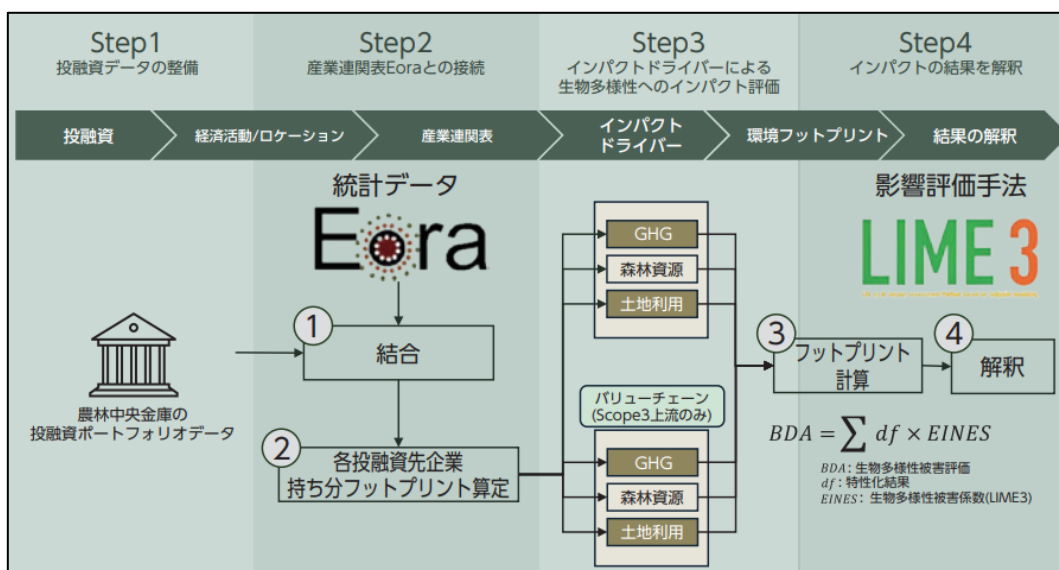 Step1
投融資データの整備
Step2
産業連関表Eoraとの接続
Step3
インパクトドライバーによる
生物多様性へのインパクト評価
Step4
インパクトの結果を解釈
投融資
経済活動/ロケーション
産業連関表
インパクト
ドライバー
環境フットプリント
結果の解釈
統計データ
Eora
影響評価手法
LIME 3
GHG
森林資源
土地利用
①
結合
農林中央金庫の
投融資ポートフォリオデータ
②
各投融資先企業
持ち分フットプリント算定
バリューチェーン
(Scope3上流のみ)
GHG
森林資源
土地利用
③
フットプリント
計算
④
解釈
BDA = ∑ df × EINES
BDA：生物多様性被害評価
df：特性化結果
EINES：生物多様性被害係数(LIME3)